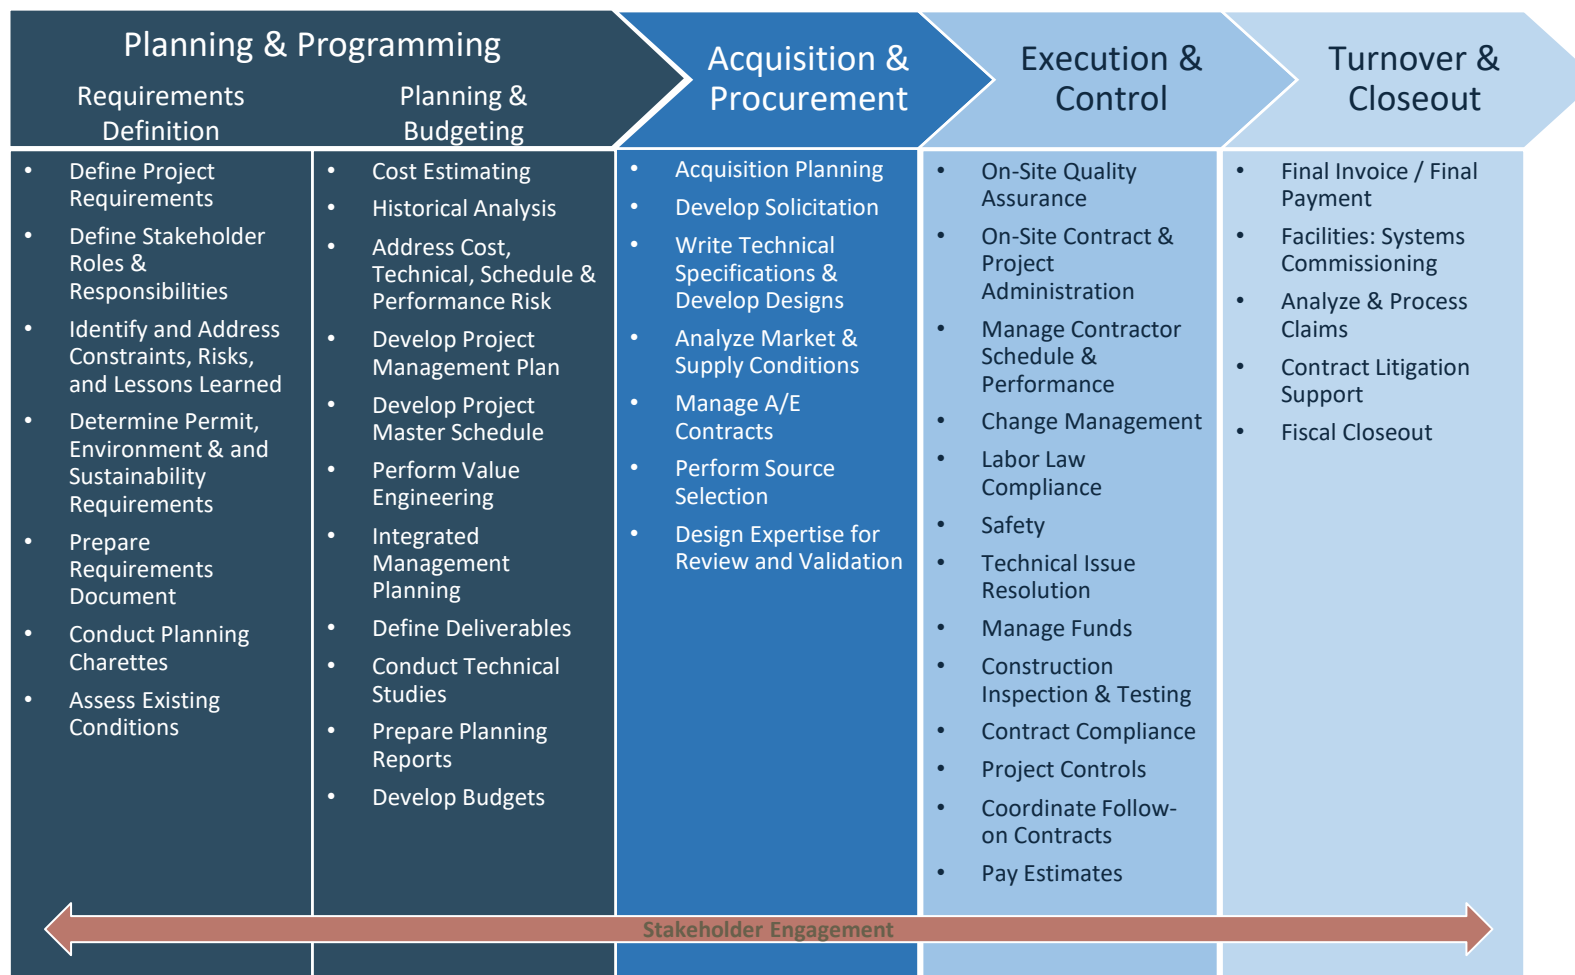 Planning & Programming
Requirements
Definition
Planning &
Budgeting
Acquisition &
Procurement
Execution &
Control
Turnover &
Closeout
• Define Project
Requirements
• Define Stakeholder
Roles &
Responsibilities
• Identify and Address
Constraints, Risks,
and Lessons Learned
• Determine Permit,
Environment & and
Sustainability
Requirements
• Prepare
Requirements
Document
• Conduct Planning
Charettes
• Assess Existing
Conditions
• Cost Estimating
• Historical Analysis
• Address Cost,
Technical, Schedule &
Performance Risk
• Develop Project
Management Plan
• Develop Project
Master Schedule
• Perform Value
Engineering
• Integrated
Management
Planning
• Define Deliverables
• Conduct Technical
Studies
• Prepare Planning
Reports
• Develop Budgets
• Acquisition Planning
• Develop Solicitation
• Write Technical
Specifications &
Develop Designs
• Analyze Market &
Supply Conditions
• Manage A/E
Contracts
• Perform Source
Selection
• Design Expertise for
Review and Validation
• On-Site Quality
Assurance
• On-Site Contract &
Project
Administration
• Manage Contractor
Schedule &
Performance
• Change Management
• Labor Law
Compliance
• Safety
• Technical Issue
Resolution
• Manage Funds
• Construction
Inspection & Testing
• Contract Compliance
• Project Controls
• Coordinate Follow-
on Contracts
• Pay Estimates
• Final Invoice / Final
Payment
• Facilities: Systems
Commissioning
• Analyze & Process
Claims
• Contract Litigation
Support
• Fiscal Closeout
Stakeholder Engagement